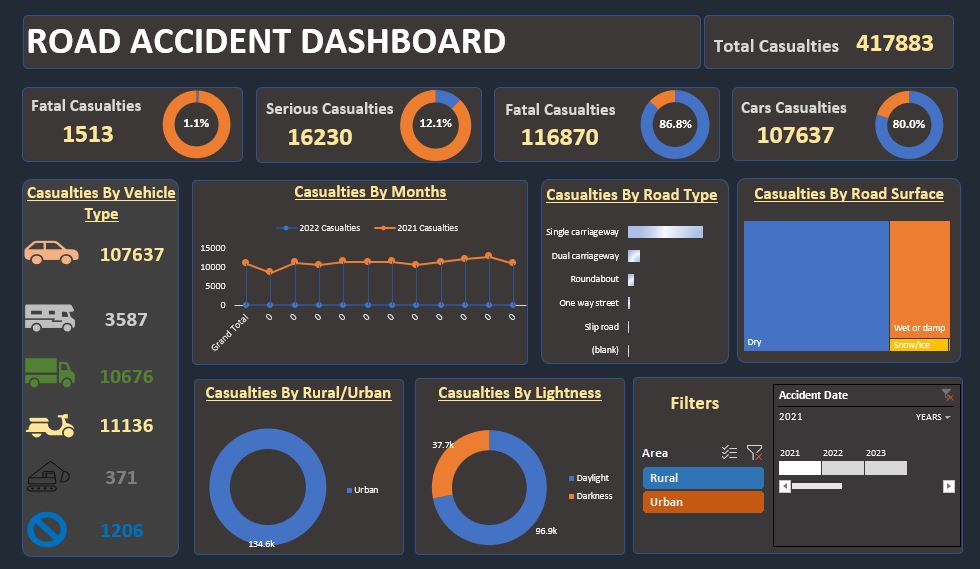 ROAD ACCIDENT DASHBOARD
Total Casualties 417883
Fatal Casualties
1513
1.1%
Serious Casualties
16230
12.1%
Fatal Casualties
116870
86.8%
Cars Casualties
107637
80.0%
Casualties By Vehicle
Type
107637
3587
10676
11136
371
1206
Casualties By Months
2022 Casualties 2021 Casualties
15000
10000
5000
0
Grand Total 0 0 0 0 0 0 0 0 0 0 0
Casualties By Road Type
Single carriageway
Dual carriageway
Roundabout
One way street
Slip road
(blank)
Casualties By Road Surface
Dry
Wet or damp
Snow/Ice
Casualties By Rural/Urban
Urban
134.6k
Casualties By Lightness
37.7k
Daylight
Darkness
96.9k
Filters
Area
Rural
Urban
Accident Date
2021 YEARS
2021 2022 2023